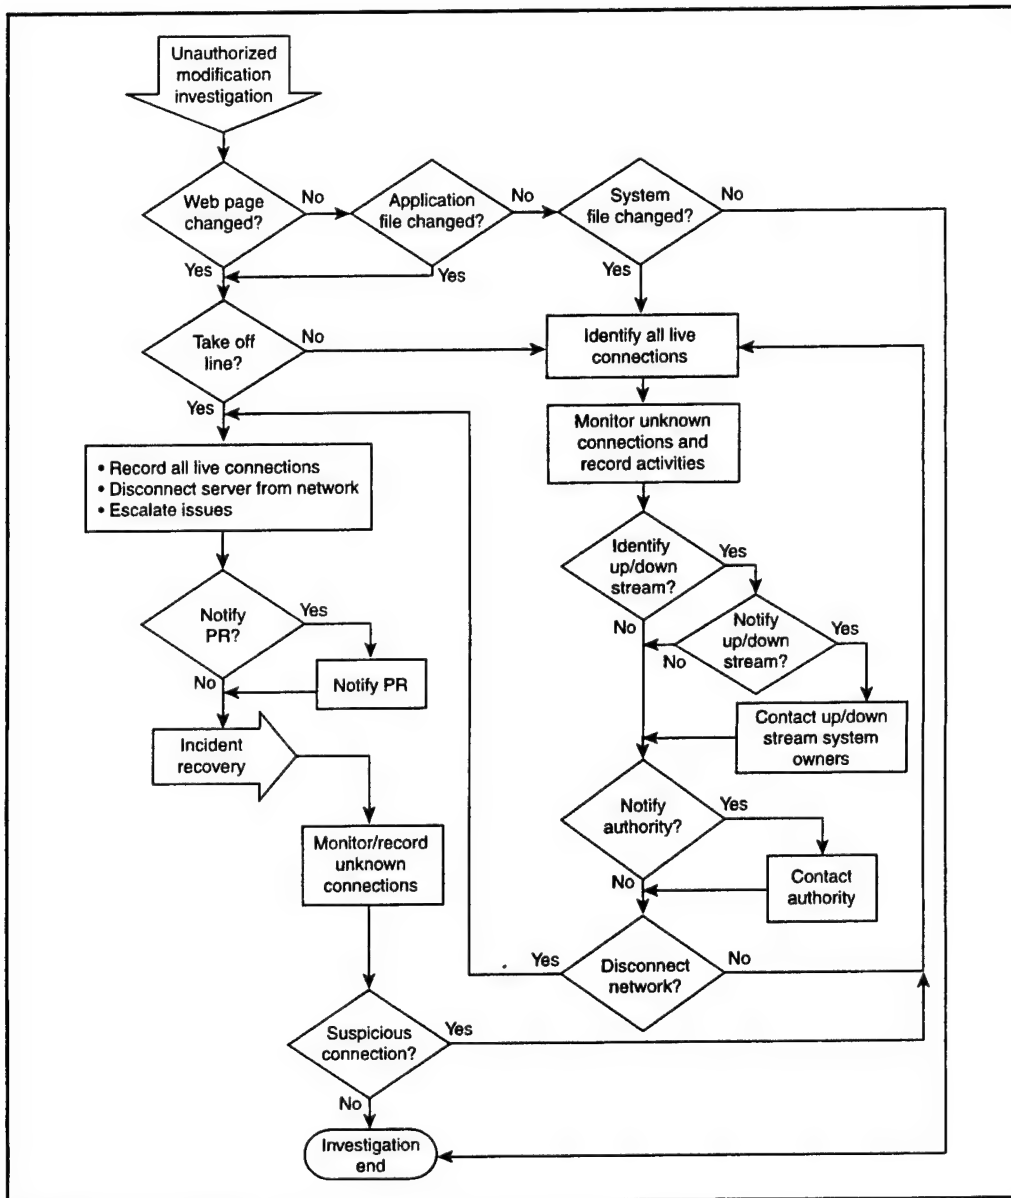 Unauthorized
modification
investigation
Web page
changed?
No
Application
file changed?
No
System
file changed?
No
Yes
Yes
Yes
Take off
line?
No
Identify all live
connections
Yes
Monitor unknown
connections and
record activities
• Record all live connections
• Disconnect server from network
• Escalate issues
Identify
up/down
stream?
Yes
No
Notify
up/down
stream?
Yes
No
Notify
PR?
Yes
No
Notify PR
Contact up/down
stream system
owners
Incident
recovery
Notify
authority?
Yes
No
Monitor/record
unknown
connections
Contact
authority
Yes
Disconnect
network?
No
Suspicious
connection?
Yes
No
Investigation
end